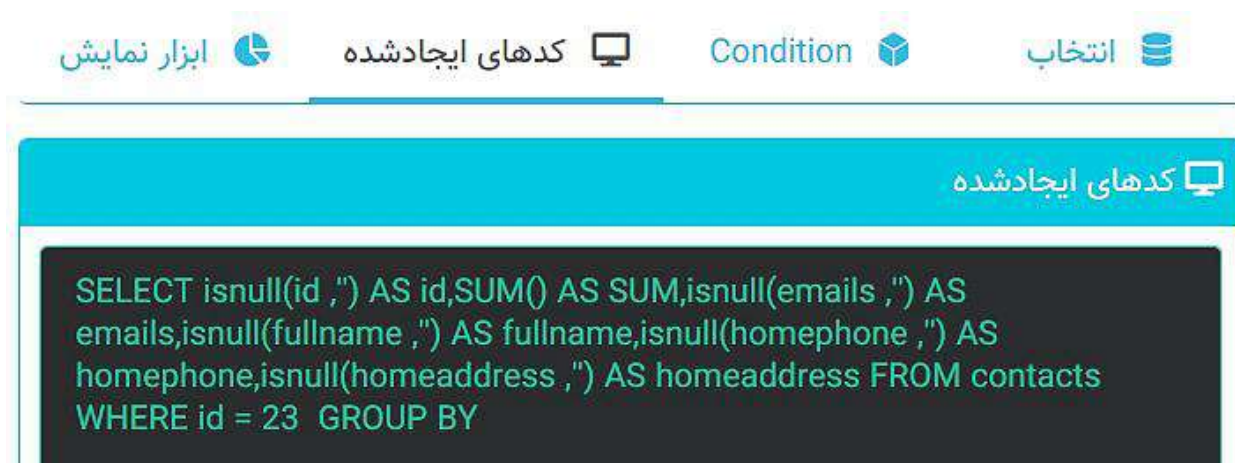 انتخاب
Condition
کدهای ایجادشده
ابزار نمایش
کدهای ایجادشده
SELECT isnull(id ,'') AS id,SUM() AS SUM,isnull(emails ,'') AS
emails,isnull(fullname ,'') AS fullname,isnull(homephone ,'') AS
homephone,isnull(homeaddress ,'') AS homeaddress FROM contacts
WHERE id = 23  GROUP BY